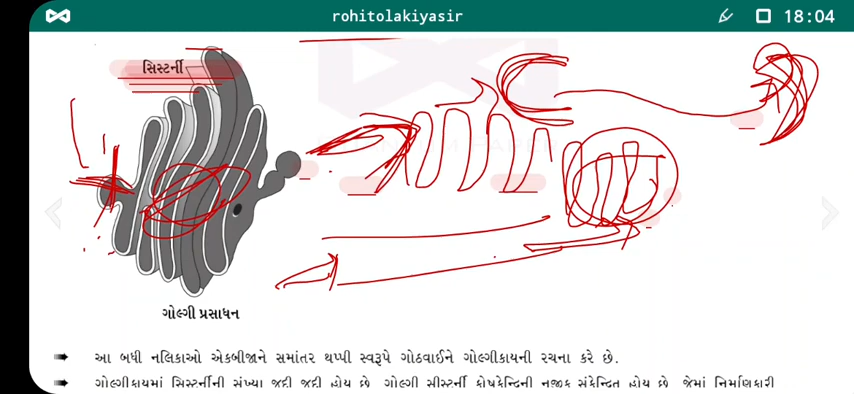 rohitolakiyasir
18:04
સિસ્ટર્ની
ગોલ્ગી પ્રસાધન
આ બધી નલિકાઓ એકબીજાને સમાંતર થપ્પી સ્વરૂપે ગોઠવાઈને ગોલ્ગીકાયની રચના કરે છે.
ગોલ્ગીકાયમાં સિસ્ટર્નીની સંખ્યા જુદી જુદી હોય છે. ગોલ્ગી સીસ્ટર્ની કોષકેન્દ્રિની નજીક સંકેન્દ્રિત હોય છે. જેમાં નિર્માણકારી